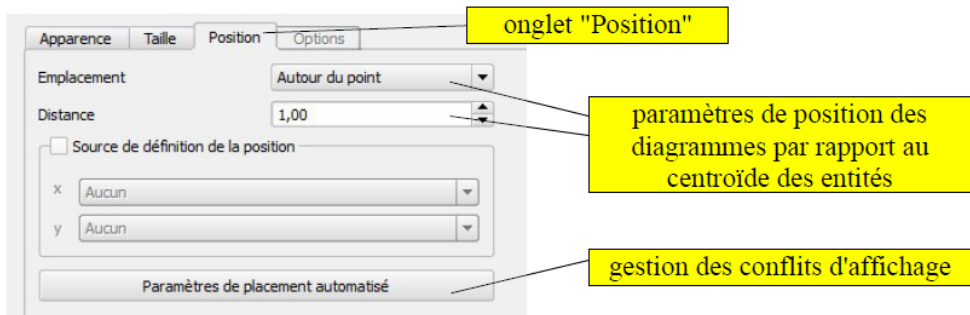 onglet "Position"
Apparence Taille Position Options
Emplacement Autour du point
Distance 1,00
paramètres de position des
diagrammes par rapport au
centroïde des entités
Source de définition de la position
x Aucun
y Aucun
gestion des conflits d'affichage
Paramètres de placement automatisé